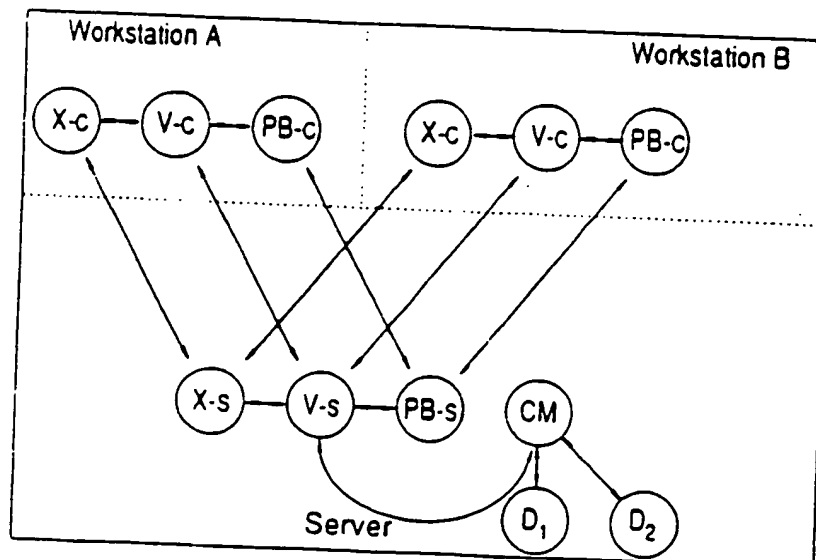 Workstation A
Workstation B
X-c
V-c
PB-c
X-c
V-c
PB-c
X-s
V-s
PB-s
CM
Server
D₁
D₂